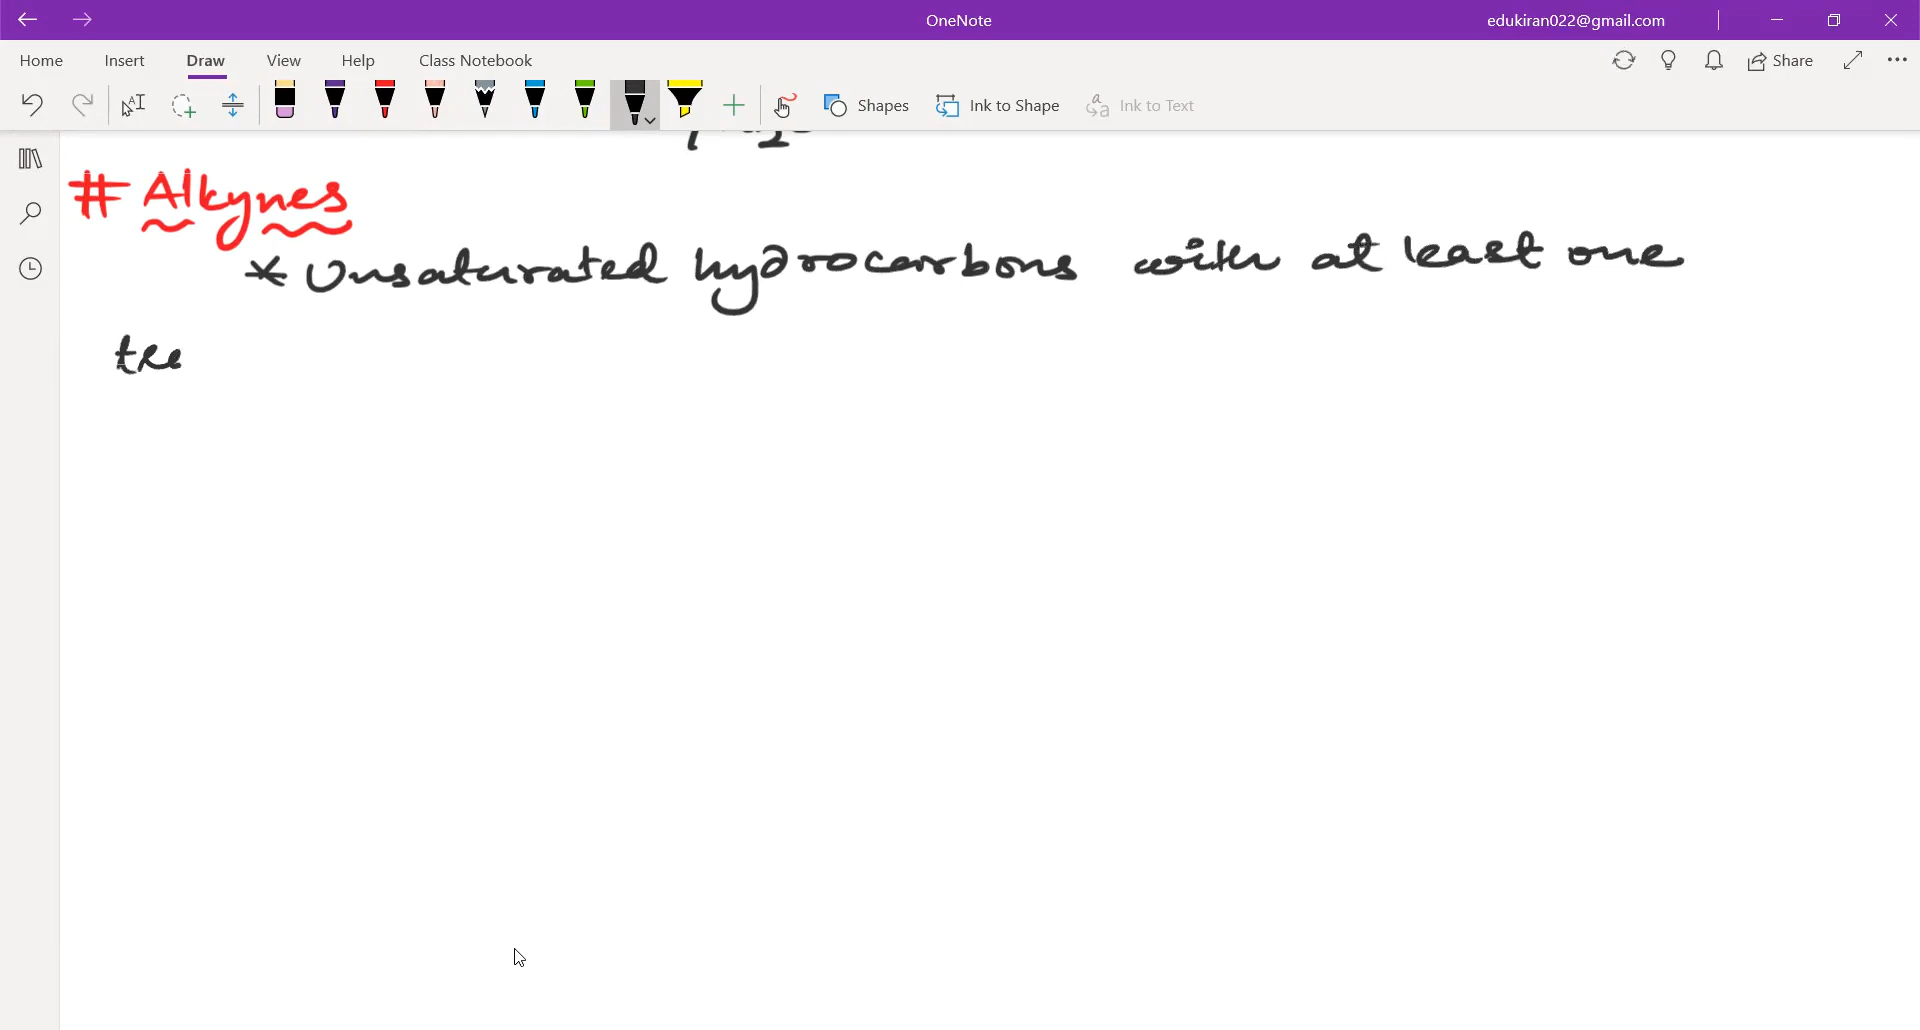 OneNote
edukiran022@gmail.com
Home Insert Draw View Help Class Notebook
Share
Shapes Ink to Shape Ink to Text
# Alkynes
* Unsaturated hydrocarbons with at least one